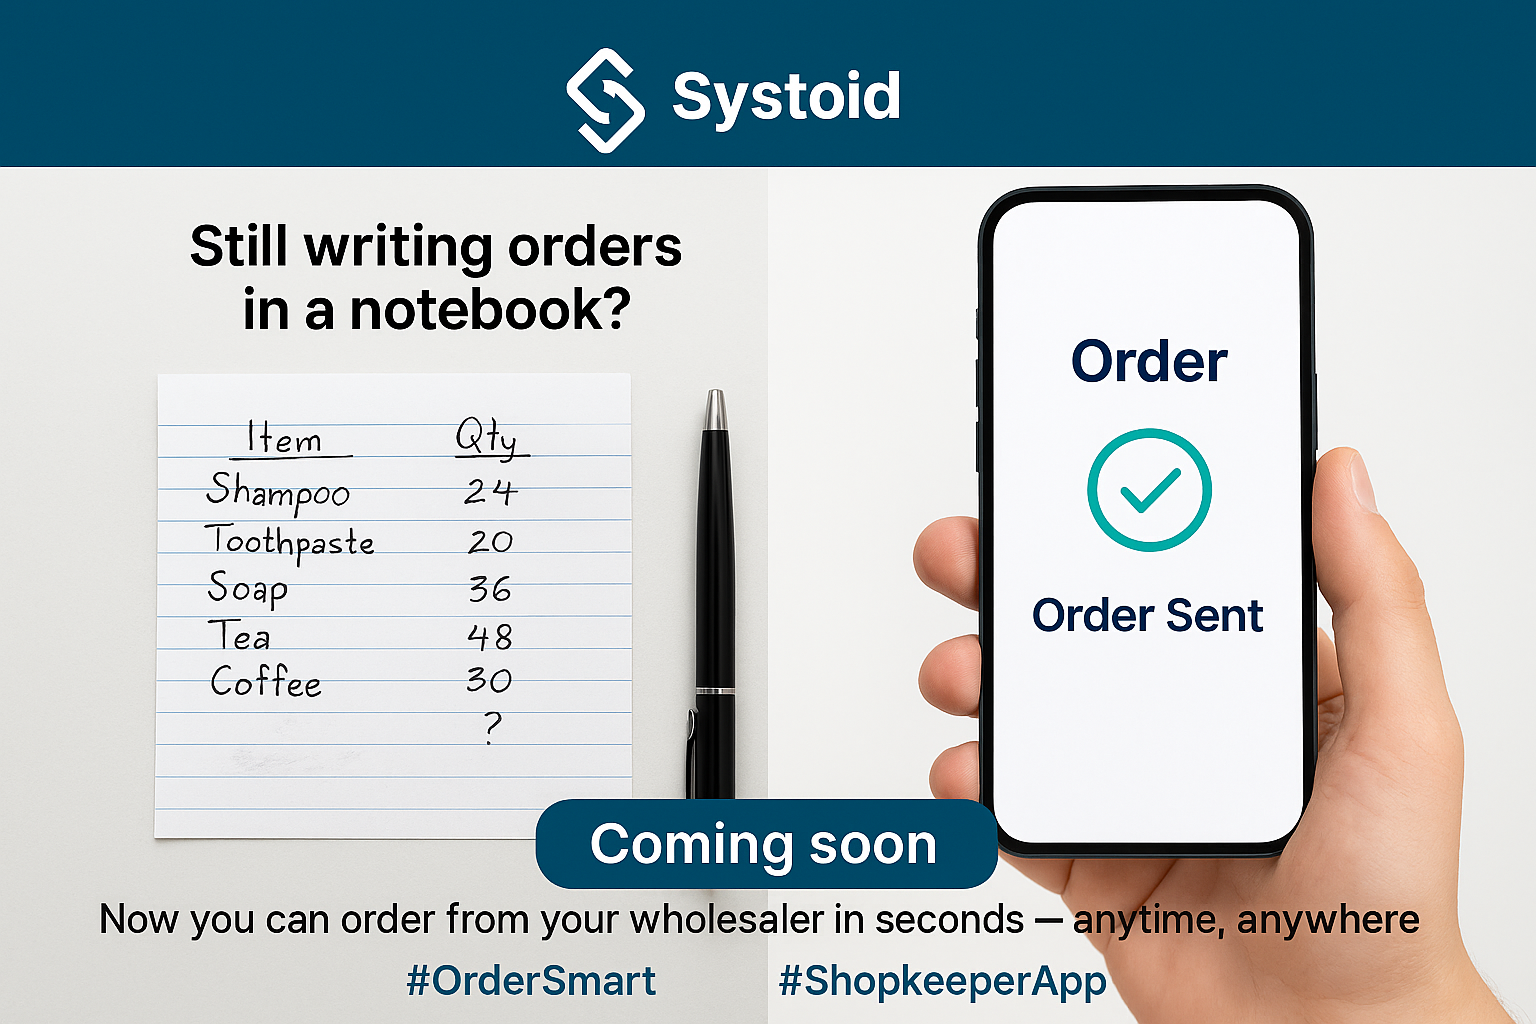 Systoid
Still writing orders
in a notebook?
Item Qty
Shampoo 24
Toothpaste 20
Soap 36
Tea 48
Coffee 30
?
Order
Order Sent
Coming soon
Now you can order from your wholesaler in seconds — anytime, anywhere
#OrderSmart #ShopkeeperApp